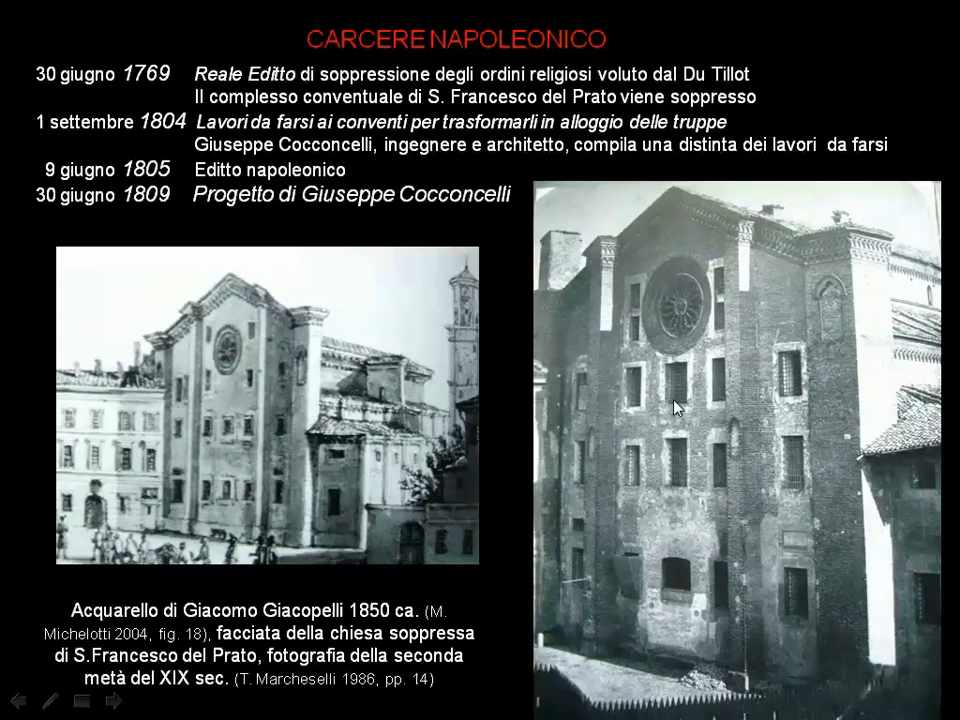 CARCERE NAPOLEONICO
30 giugno 1769 Reale Editto di soppressione degli ordini religiosi voluto dal Du Tillot
Il complesso conventuale di S. Francesco del Prato viene soppresso
1 settembre 1804 Lavori da farsi ai conventi per trasformarli in alloggio delle truppe
Giuseppe Cocconcelli, ingegnere e architetto, compila una distinta dei lavori da farsi
9 giugno 1805 Editto napoleonico
30 giugno 1809 Progetto di Giuseppe Cocconcelli
Acquarello di Giacomo Giacopelli 1850 ca. (M.
Michelotti 2004, fig. 18), facciata della chiesa soppressa
di S.Francesco del Prato, fotografia della seconda
metà del XIX sec. (T. Marcheselli 1986, pp. 14)